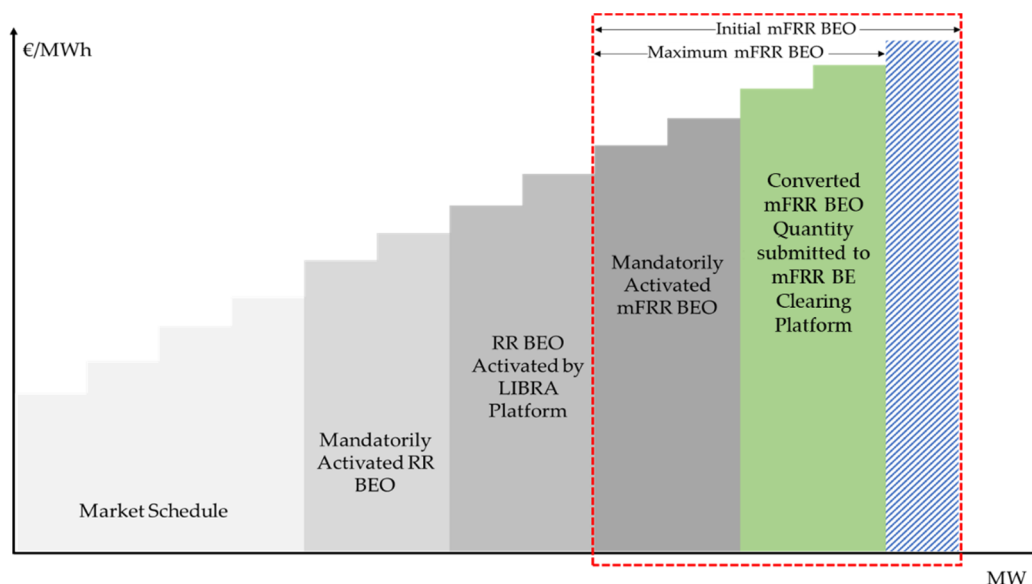 Initial mFRR BEO
€/MWh
Maximum mFRR BEO
Converted
mFRR BEO
Quantity
submitted to
mFRR BE
Clearing
Platform
Mandatorily
Activated
mFRR BEO
RR BEO
Activated by
LIBRA
Platform
Mandatorily
Activated RR
BEO
Market Schedule
MW